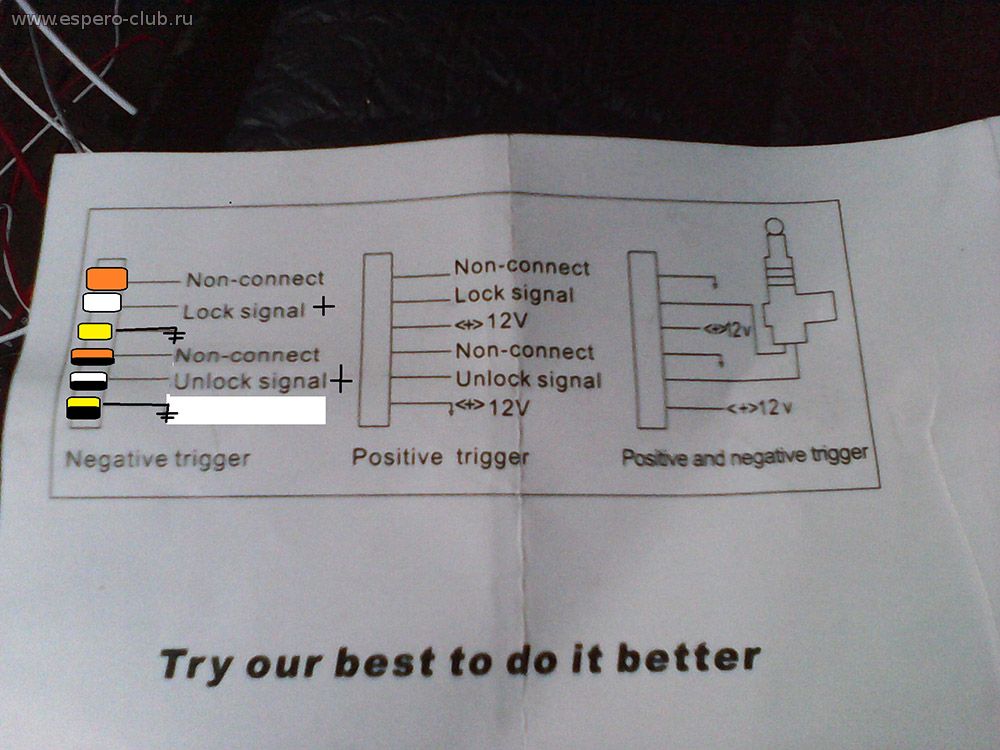 www.espero-club.ru
Non-connect
Lock signal +
Non-connect
Unlock signal +
Negative trigger
Non-connect
Lock signal
<+> 12V
Non-connect
Unlock signal
<+> 12V
Positive trigger
<+>12v
<+>12v
Positive and negative trigger
Try our best to do it better